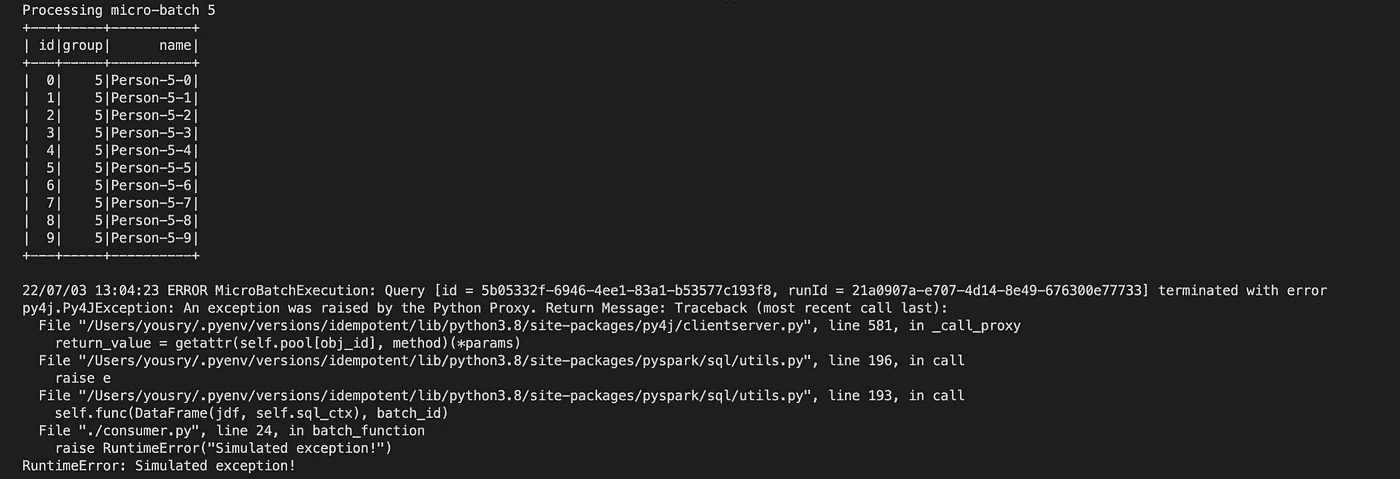 Processing micro-batch 5
+---+-----+----------+
| id|group|      name|
+---+-----+----------+
|  0|    5|Person-5-0|
|  1|    5|Person-5-1|
|  2|    5|Person-5-2|
|  3|    5|Person-5-3|
|  4|    5|Person-5-4|
|  5|    5|Person-5-5|
|  6|    5|Person-5-6|
|  7|    5|Person-5-7|
|  8|    5|Person-5-8|
|  9|    5|Person-5-9|
+---+-----+----------+
22/07/03 13:04:23 ERROR MicroBatchExecution: Query [id = 5b05332f-6946-4ee1-83a1-b53577c193f8, runId = 21a0907a-e707-4d14-8e49-676300e77733] terminated with error
py4j.Py4JException: An exception was raised by the Python Proxy. Return Message: Traceback (most recent call last):
  File "/Users/yousry/.pyenv/versions/idempotent/lib/python3.8/site-packages/py4j/clientserver.py", line 581, in _call_proxy
    return_value = getattr(self.pool[obj_id], method)(*params)
  File "/Users/yousry/.pyenv/versions/idempotent/lib/python3.8/site-packages/pyspark/sql/utils.py", line 196, in call
    raise e
  File "/Users/yousry/.pyenv/versions/idempotent/lib/python3.8/site-packages/pyspark/sql/utils.py", line 193, in call
    self.func(DataFrame(jdf, self.sql_ctx), batch_id)
  File "./consumer.py", line 24, in batch_function
    raise RuntimeError("Simulated exception!")
RuntimeError: Simulated exception!